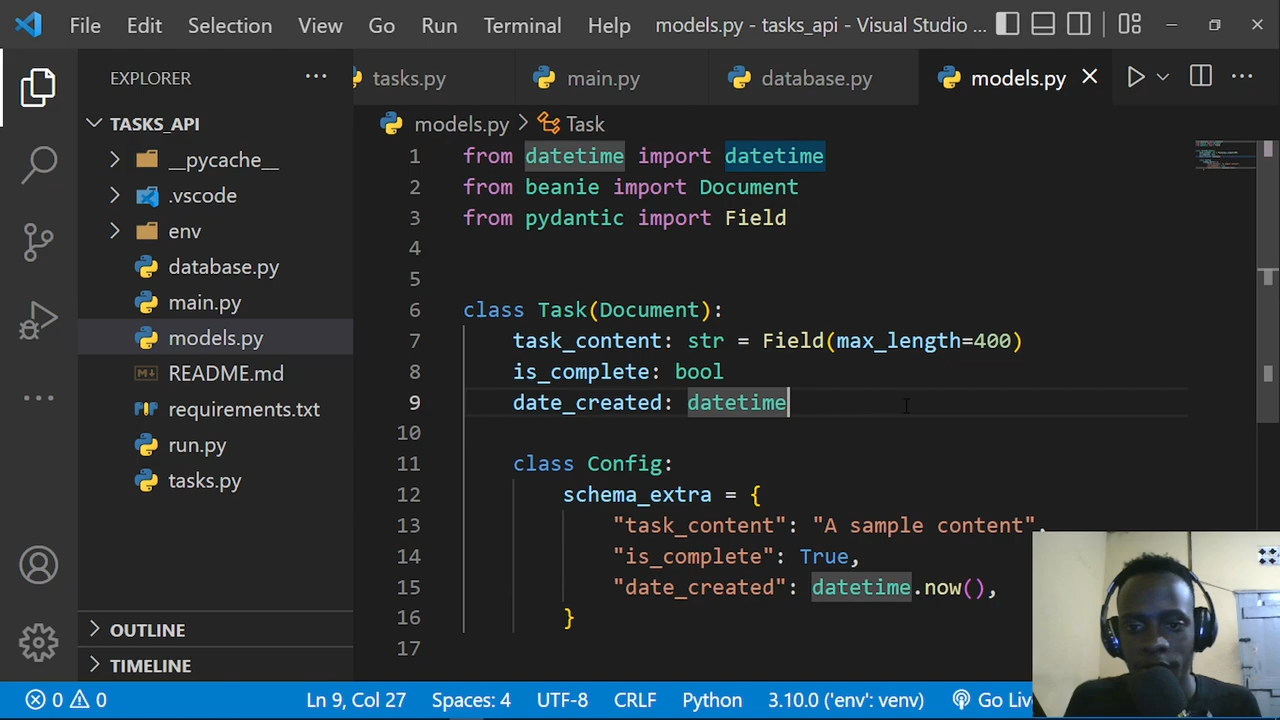 File Edit Selection View Go Run Terminal Help models.py - tasks_api - Visual Studio ...
EXPLORER
tasks.py main.py database.py models.py
TASKS_API
__pycache__
.vscode
env
database.py
main.py
models.py
README.md
requirements.txt
run.py
tasks.py
OUTLINE
TIMELINE
models.py > Task
1 from datetime import datetime
2 from beanie import Document
3 from pydantic import Field
4
5
6 class Task(Document):
7 task_content: str = Field(max_length=400)
8 is_complete: bool
9 date_created: datetime
10
11 class Config:
12 schema_extra = {
13 "task_content": "A sample content",
14 "is_complete": True,
15 "date_created": datetime.now(),
16 }
17
0 0 Ln 9, Col 27 Spaces: 4 UTF-8 CRLF Python 3.10.0 ('env': venv) Go Liv